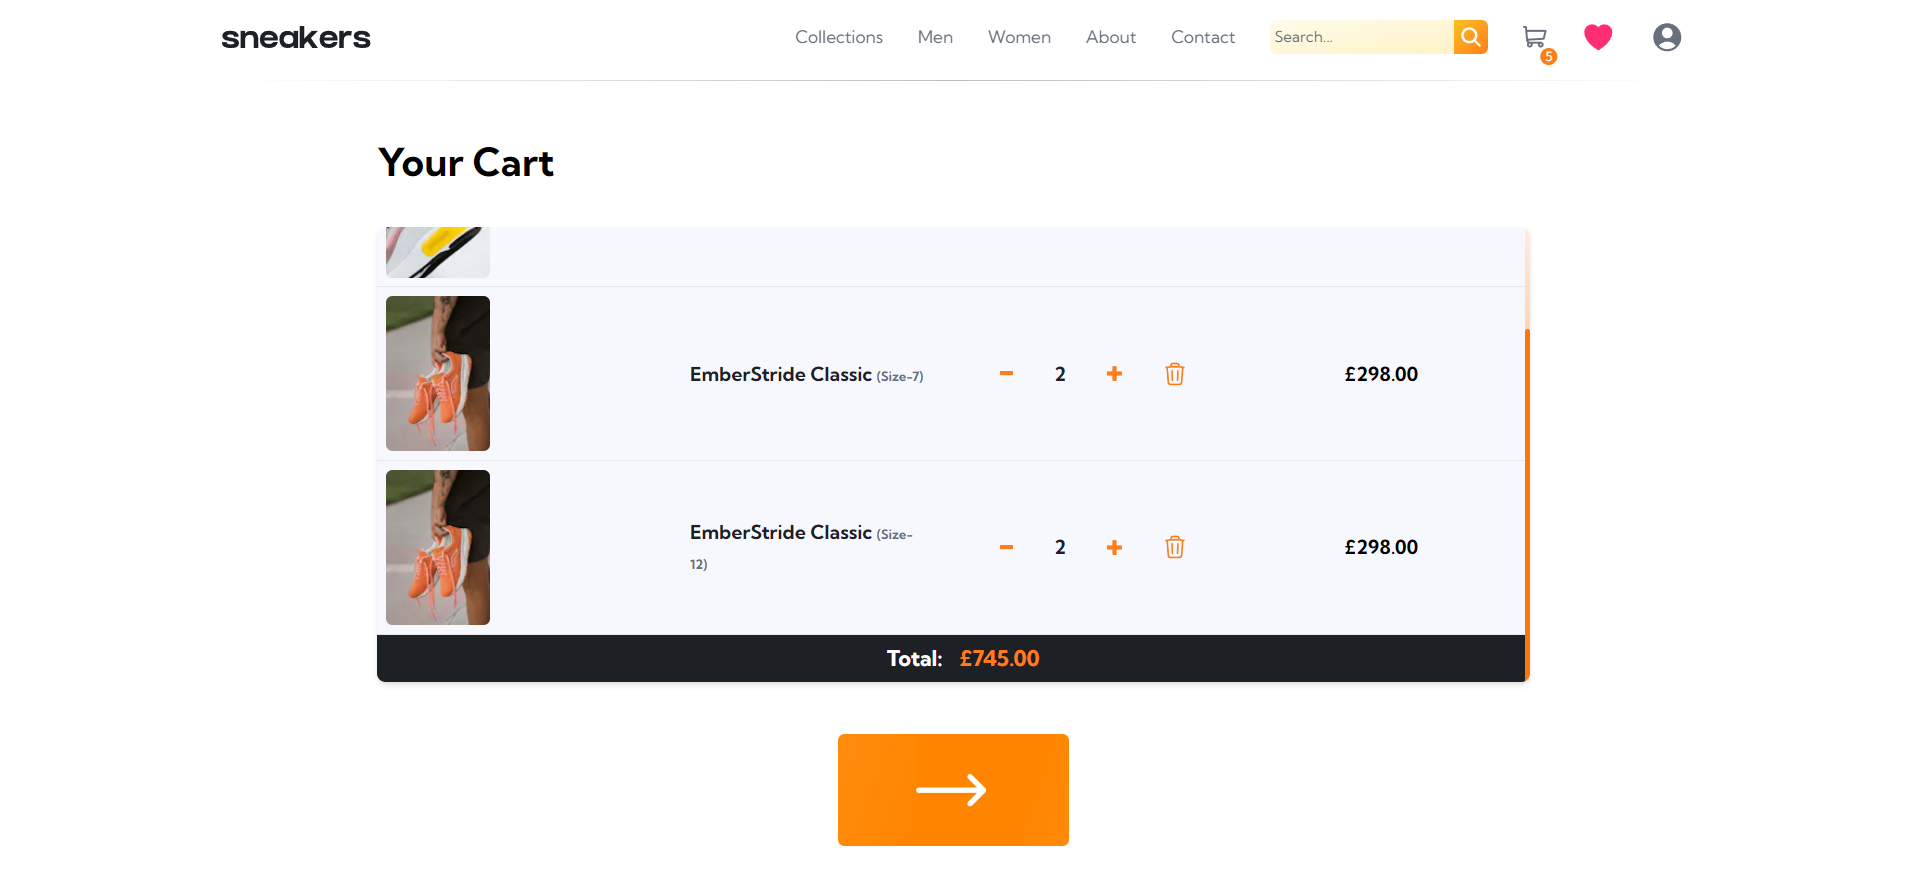 sneakers
Collections Men Women About Contact Search... 5
Your Cart
EmberStride Classic (Size-7) 2 £298.00
EmberStride Classic (Size-
12) 2 £298.00
Total: £745.00